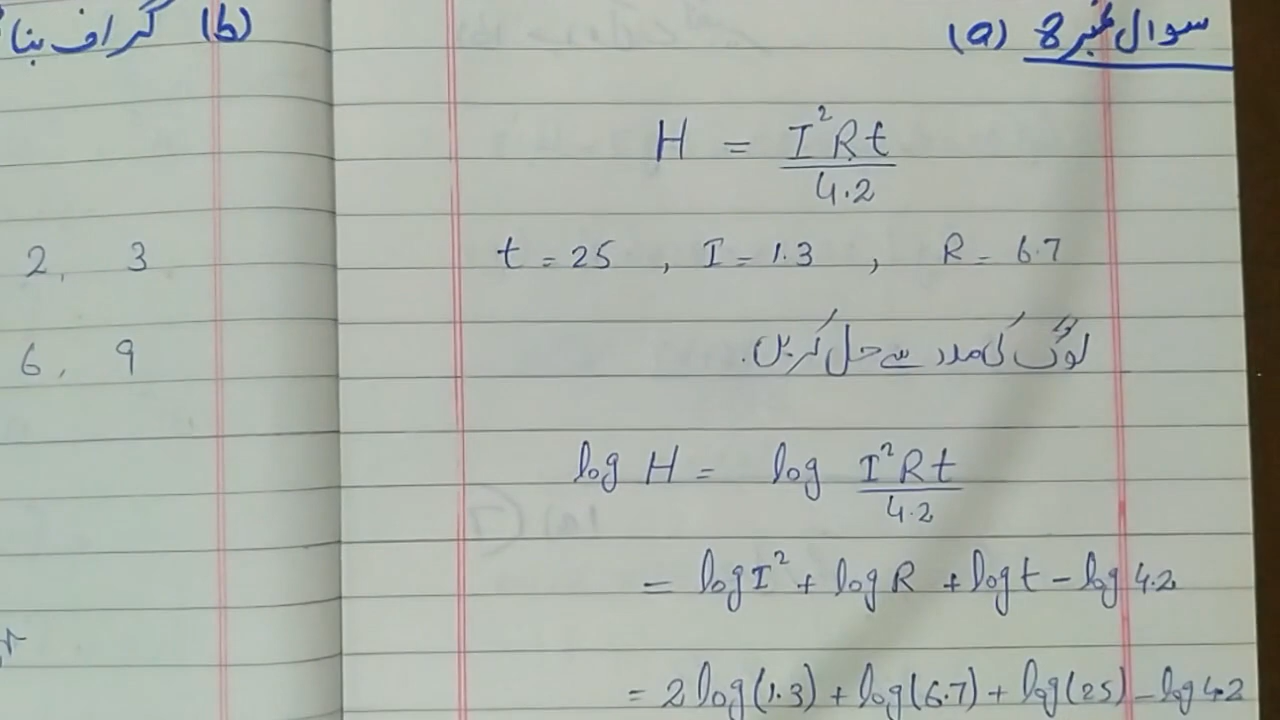 سوال نمبر 8 (a)
H = I²Rt / 4.2
t = 25 , I = 1.3 , R = 6.7
لوگ کی مدد سے حل کریں.
log H = log I²Rt / 4.2
= log I² + log R + log t - log 4.2
= 2 log(1.3) + log(6.7) + log(25) - log 4.2
(b) گراف بنا
2, 3
6, 9